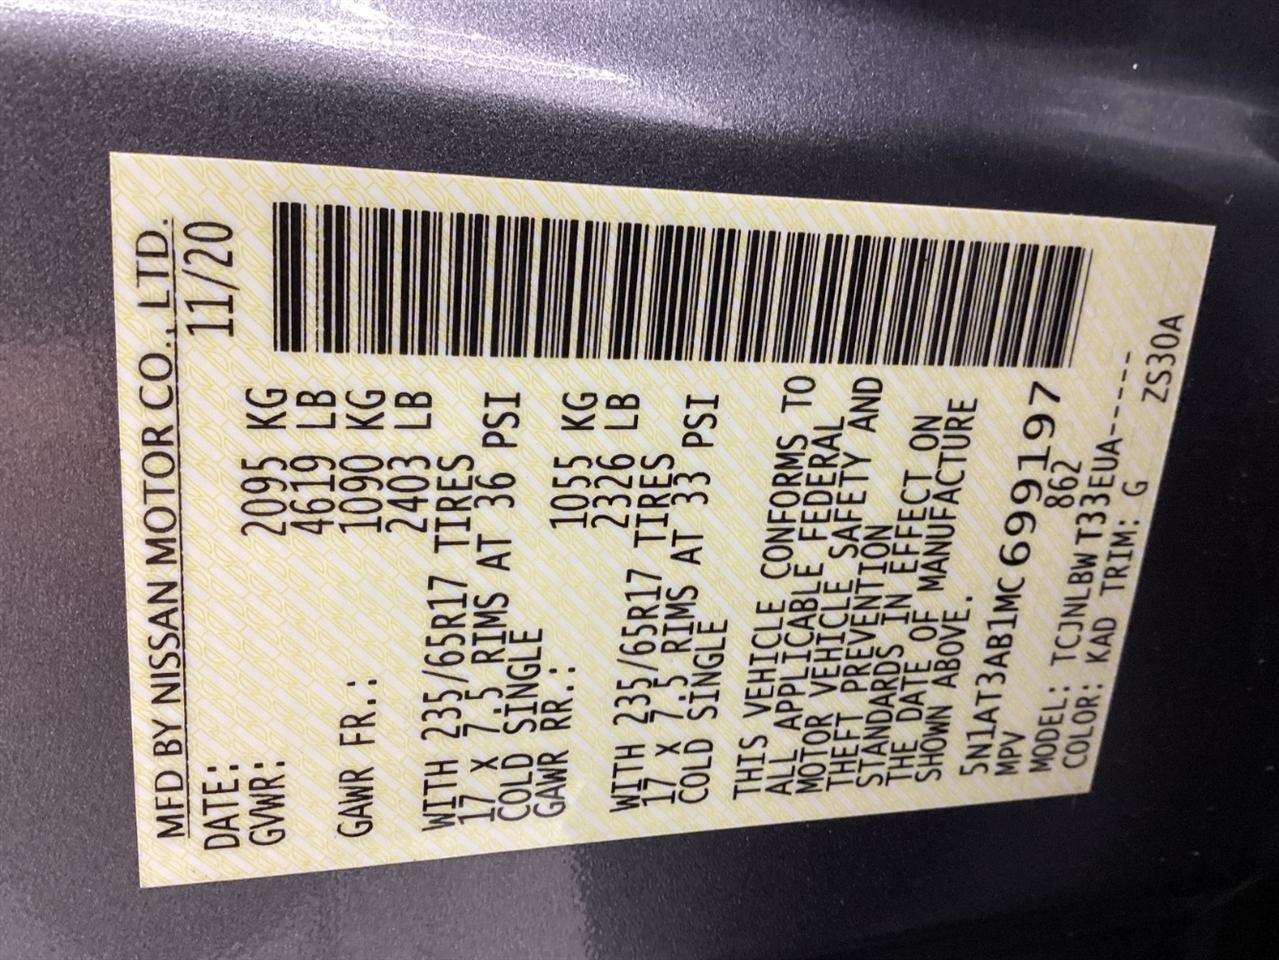 MFD BY NISSAN MOTOR CO., LTD.
DATE: 11/20
GVWR: 2095 KG
4619 LB
GAWR FR.: 1090 KG
2403 LB
WITH 235/65R17 TIRES
17 X 7.5 RIMS AT 36 PSI
COLD SINGLE
GAWR RR.: 1055 KG
2326 LB
WITH 235/65R17 TIRES
17 X 7.5 RIMS AT 33 PSI
COLD SINGLE
THIS VEHICLE CONFORMS TO
ALL APPLICABLE FEDERAL
MOTOR VEHICLE SAFETY AND
THEFT PREVENTION
STANDARDS IN EFFECT ON
THE DATE OF MANUFACTURE
SHOWN ABOVE.
5N1AT3AB1MC699197
MPV 862
MODEL: TCJNLBW T33EUA-----
COLOR: KAD TRIM: G ZS30A